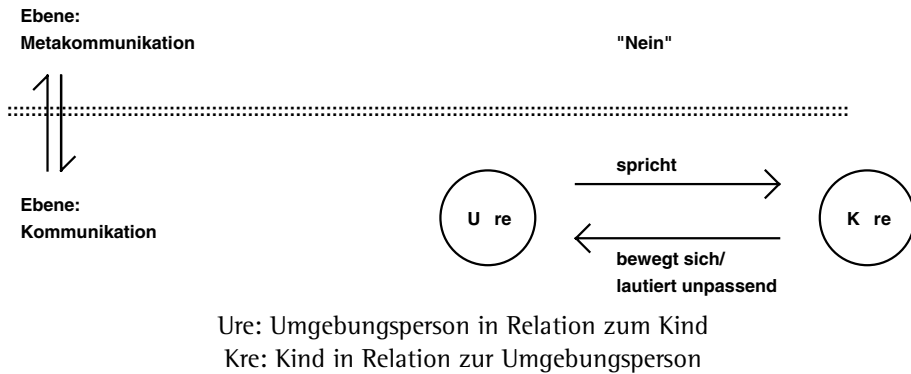 Ebene:
Metakommunikation
"Nein"
spricht
Ebene:
Kommunikation
U re
K re
bewegt sich/
lautiert unpassend
Ure: Umgebungsperson in Relation zum Kind
Kre: Kind in Relation zur Umgebungsperson